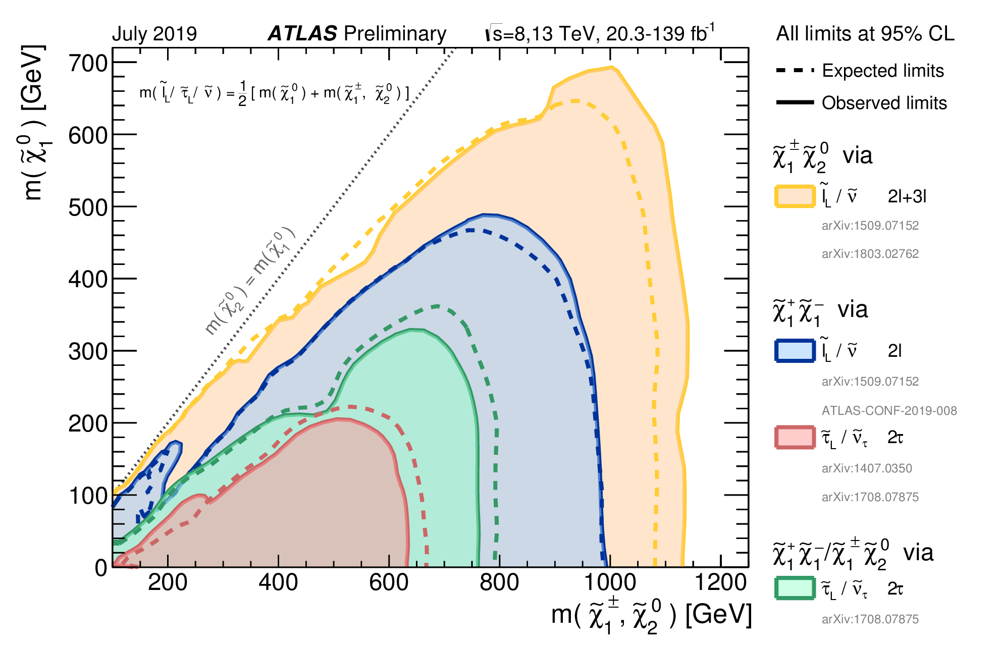 July 2019 ATLAS Preliminary √s=8,13 TeV, 20.3-139 fb⁻¹
All limits at 95% CL
Expected limits
Observed limits
m( l̃_L / τ̃_L / ν̃ ) = 1/2 [ m( χ̃₁⁰ ) + m( χ̃₁^±, χ̃₂⁰ ) ]
m( χ̃₂⁰ ) = m( χ̃₁⁰ )
m( χ̃₁⁰ ) [GeV]
700
600
500
400
300
200
100
0
200 400 600 800 1000 1200
m( χ̃₁^±, χ̃₂⁰ ) [GeV]
χ̃₁^± χ̃₂⁰ via
l̃_L / ν̃ 2l+3l
arXiv:1509.07152
arXiv:1803.02762
χ̃₁⁺ χ̃₁⁻ via
l̃_L / ν̃ 2l
arXiv:1509.07152
ATLAS-CONF-2019-008
τ̃_L / ν̃_τ 2τ
arXiv:1407.0350
arXiv:1708.07875
χ̃₁⁺ χ̃₁⁻ / χ̃₁^± χ̃₂⁰ via
τ̃_L / ν̃_τ 2τ
arXiv:1708.07875